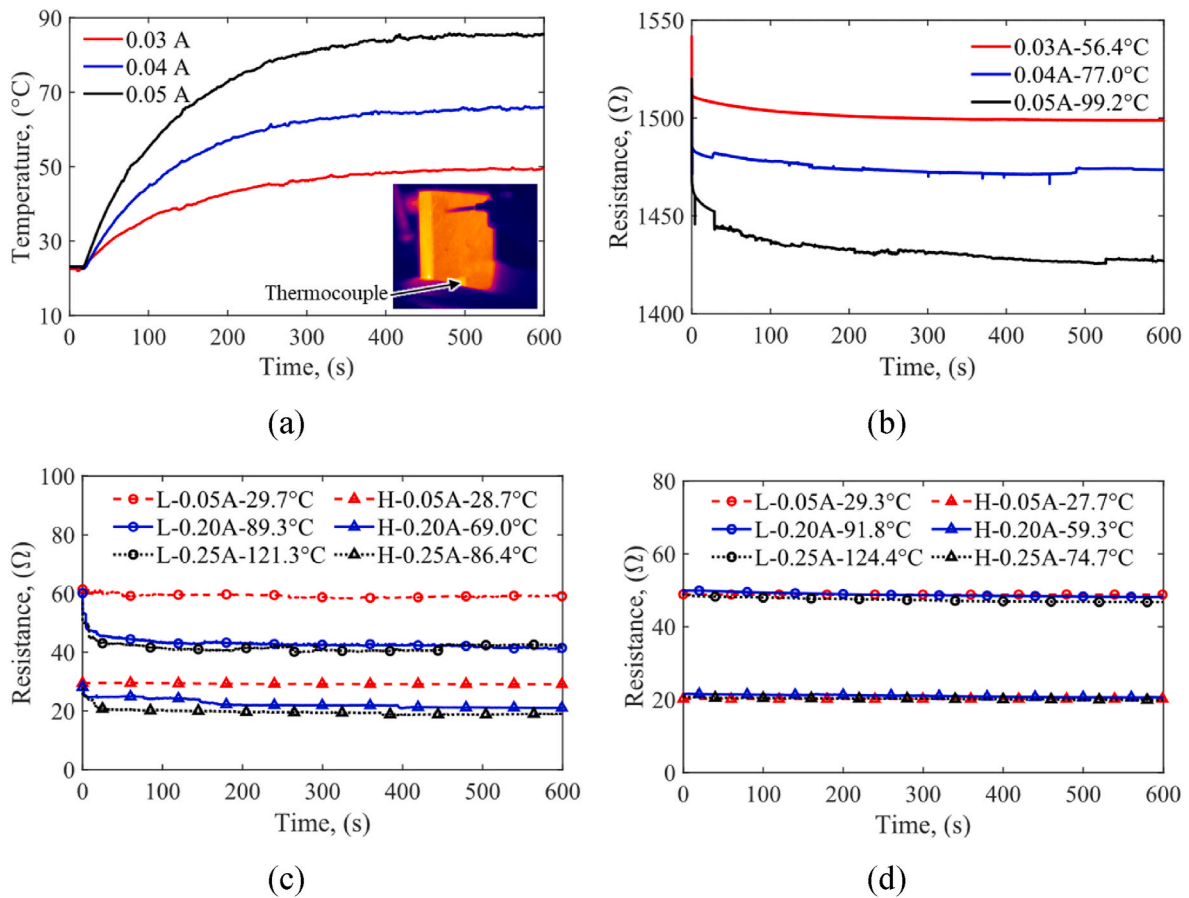 90
70
50
30
10
Temperature, (°C)
0.03 A
0.04 A
0.05 A
Thermocouple
0 100 200 300 400 500 600
Time, (s)
(a)
1550
1500
1450
1400
Resistance, (Ω)
0.03A-56.4°C
0.04A-77.0°C
0.05A-99.2°C
0 100 200 300 400 500 600
Time, (s)
(b)
100
80
60
40
20
0
Resistance, (Ω)
L-0.05A-29.7°C H-0.05A-28.7°C
L-0.20A-89.3°C H-0.20A-69.0°C
L-0.25A-121.3°C H-0.25A-86.4°C
0 100 200 300 400 500 600
Time, (s)
(c)
80
60
40
20
0
Resistance, (Ω)
L-0.05A-29.3°C H-0.05A-27.7°C
L-0.20A-91.8°C H-0.20A-59.3°C
L-0.25A-124.4°C H-0.25A-74.7°C
0 100 200 300 400 500 600
Time, (s)
(d)